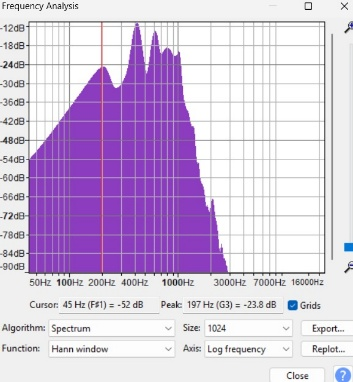 Frequency Analysis
-12dB
-18dB
-24dB
-30dB
-36dB
-42dB
-48dB
-54dB
-60dB
-66dB
-72dB
-78dB
-84dB
-90dB
50Hz 100Hz 200Hz 400Hz 1000Hz 3000Hz 7000Hz 16000Hz
Cursor: 45 Hz (F#1) = -52 dB Peak: 197 Hz (G3) = -23.8 dB Grids
Algorithm: Spectrum Size: 1024 Export...
Function: Hann window Axis: Log frequency Replot...
Close ?